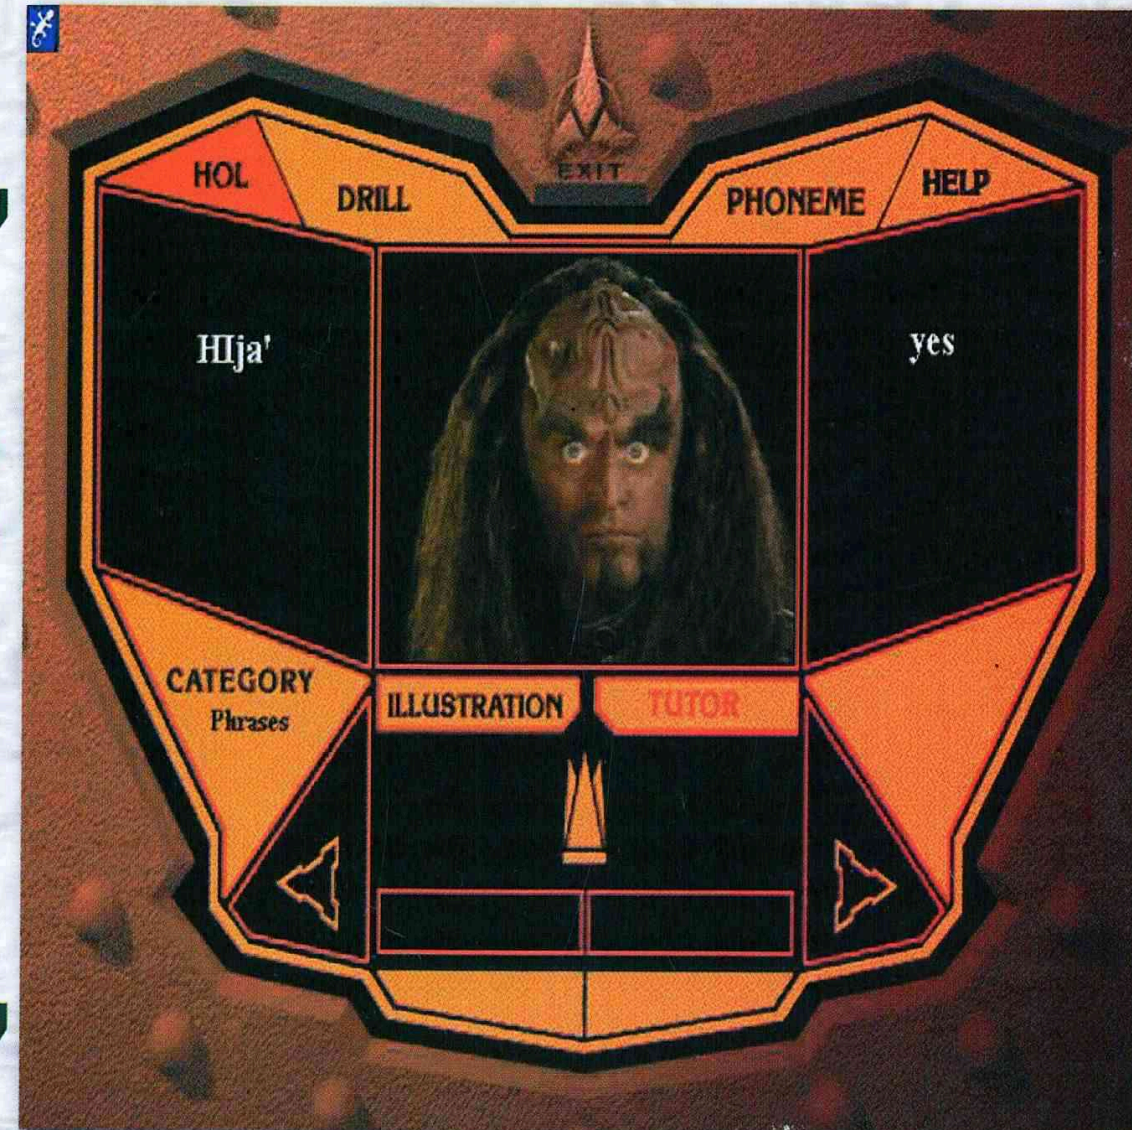 EXIT
HOL
DRILL
PHONEME
HELP
HIja'
yes
CATEGORY
Phrases
ILLUSTRATION
TUTOR